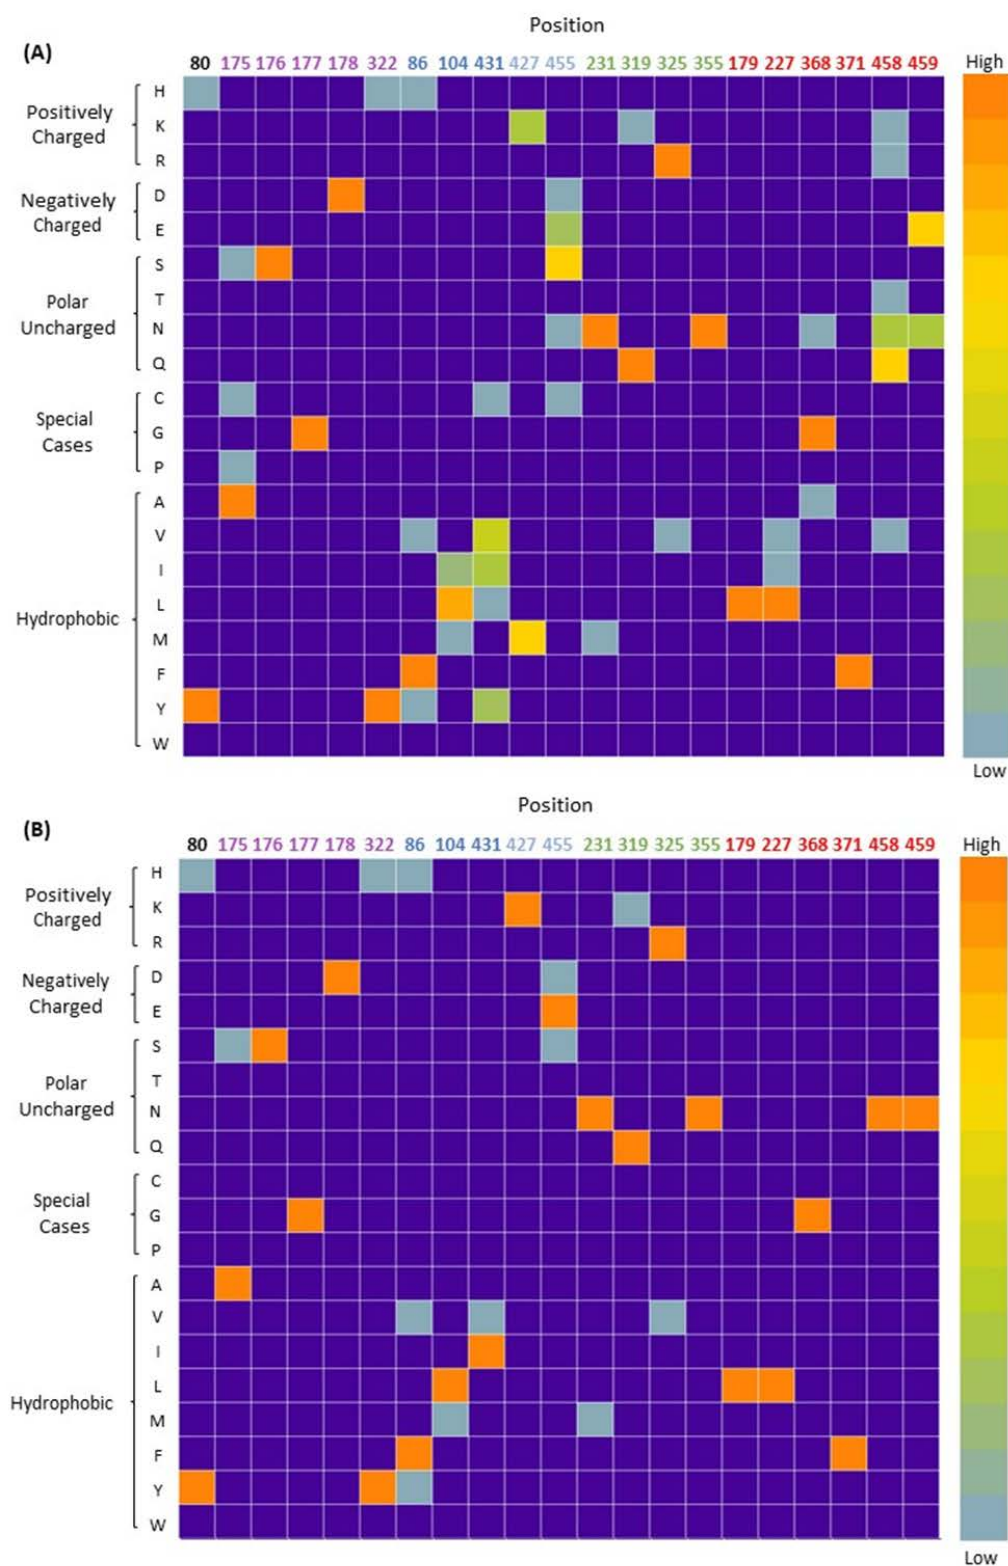 Position
(A)
80 175 176 177 178 322 86 104 431 427 455 231 319 325 355 179 227 368 371 458 459
High
Positively
Charged
H
K
R
Negatively
Charged
D
E
Polar
Uncharged
S
T
N
Q
Special
Cases
C
G
P
Hydrophobic
A
V
I
L
M
F
Y
W
Low
Position
(B)
80 175 176 177 178 322 86 104 431 427 455 231 319 325 355 179 227 368 371 458 459
High
Positively
Charged
H
K
R
Negatively
Charged
D
E
Polar
Uncharged
S
T
N
Q
Special
Cases
C
G
P
Hydrophobic
A
V
I
L
M
F
Y
W
Low